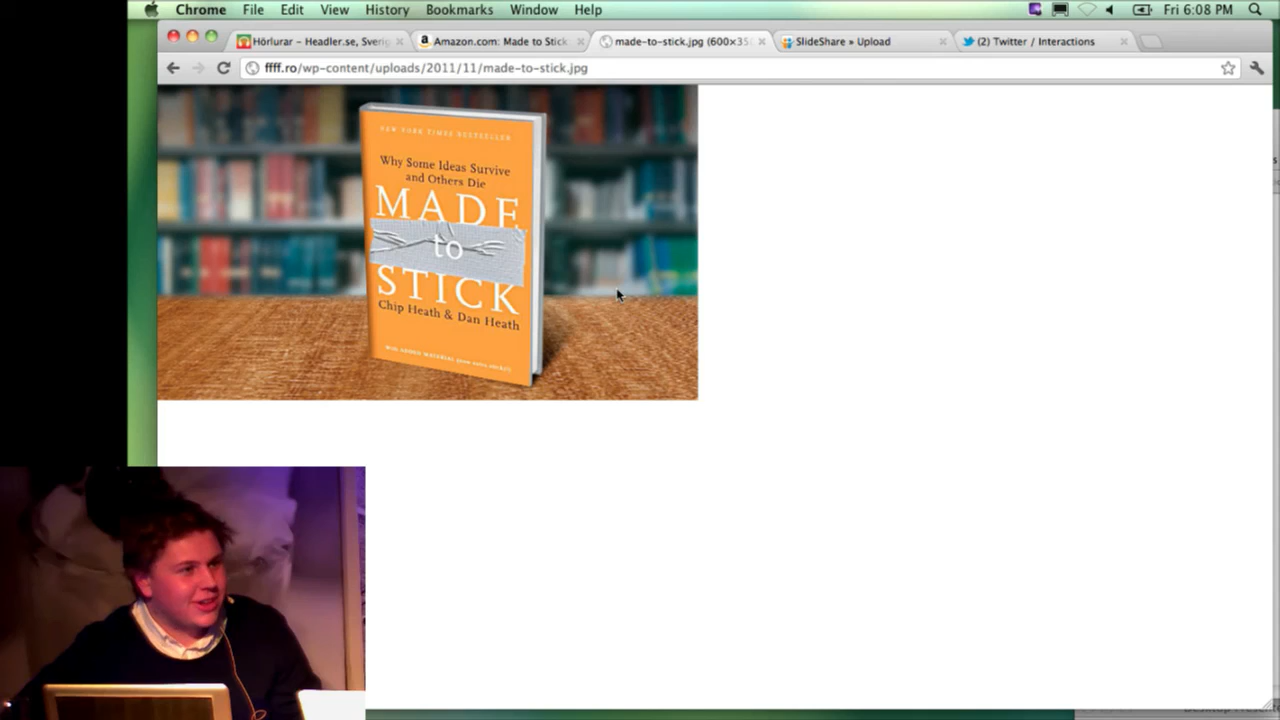 Chrome File Edit View History Bookmarks Window Help Fri 6:08 PM
Hörlurar – Headler.se, Sverig
Amazon.com: Made to Stick:
made-to-stick.jpg (600×35
SlideShare » Upload
(2) Twitter / Interactions
ffff.ro/wp-content/uploads/2011/11/made-to-stick.jpg
NEW YORK TIMES BESTSELLER
Why Some Ideas Survive
and Others Die
MADE
to
STICK
Chip Heath & Dan Heath